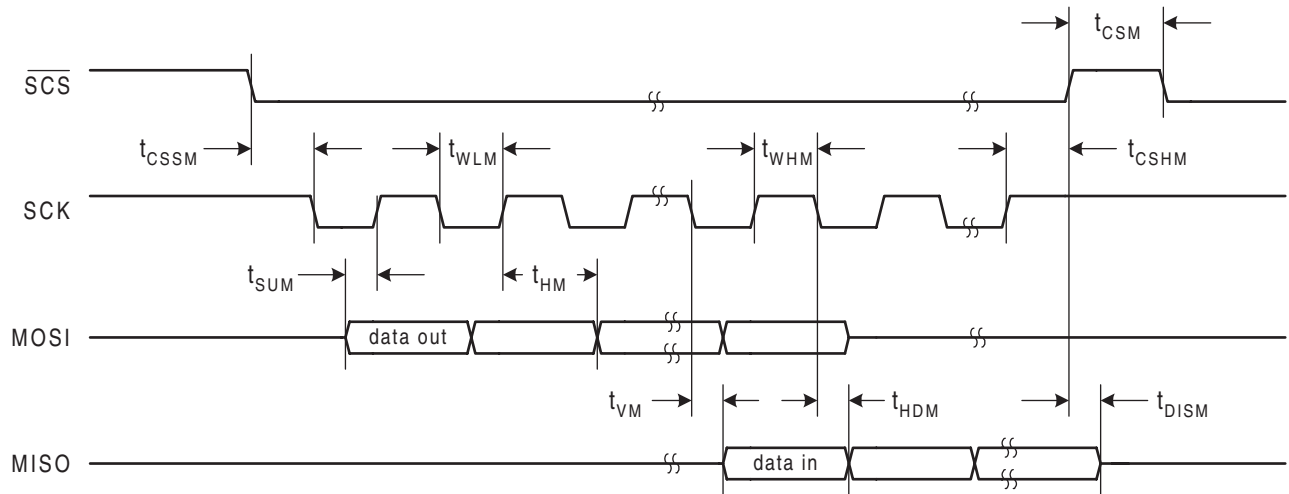 tCSM
SCS
tCSSM
tWLM
tWHM
tCSHM
SCK
tSUM
tHM
MOSI
data out
tVM
tHDM
tDISM
MISO
data in